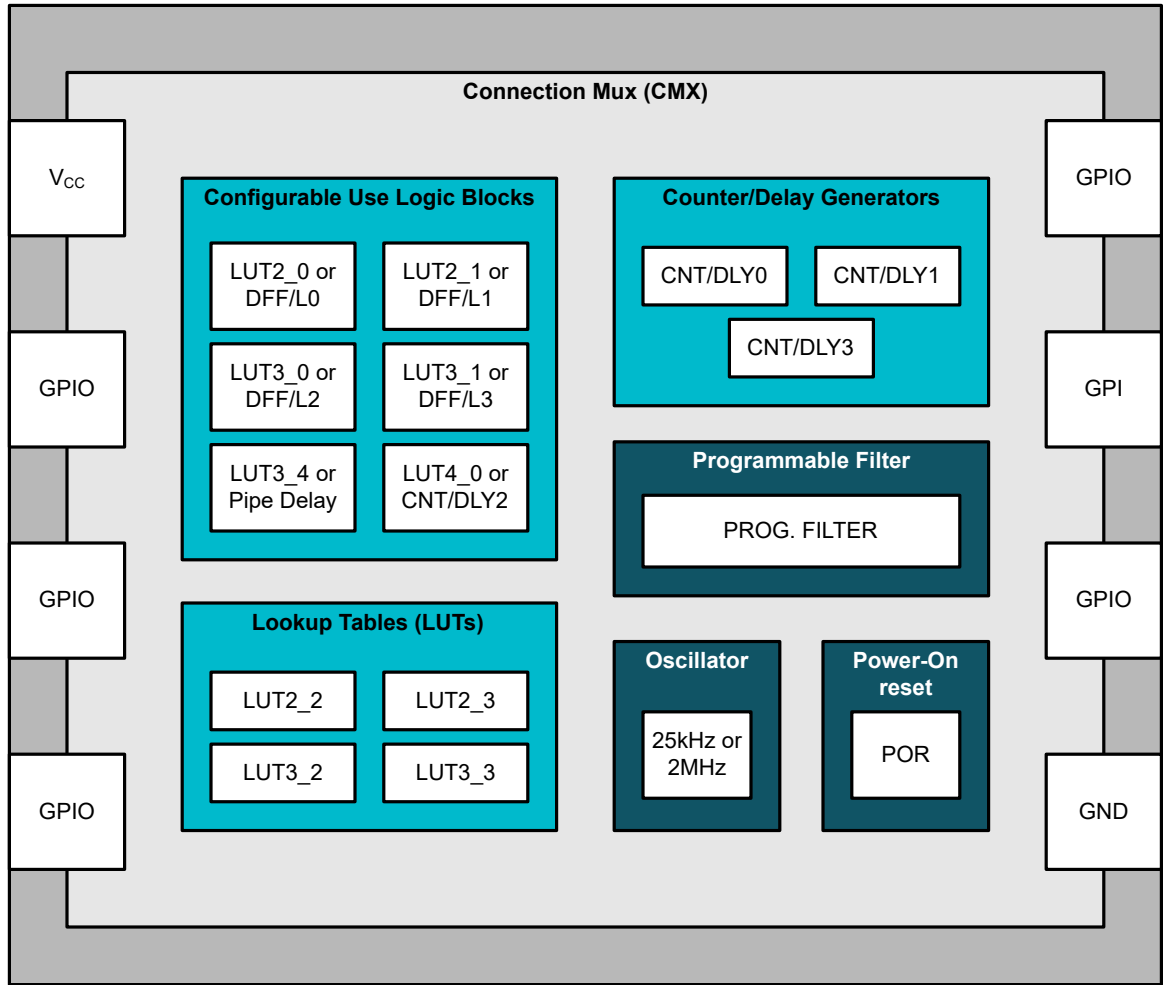 Connection Mux (CMX)
VCC
GPIO
GPIO
GPIO
Configurable Use Logic Blocks
LUT2_0 or
DFF/L0
LUT2_1 or
DFF/L1
LUT3_0 or
DFF/L2
LUT3_1 or
DFF/L3
LUT3_4 or
Pipe Delay
LUT4_0 or
CNT/DLY2
Lookup Tables (LUTs)
LUT2_2
LUT2_3
LUT3_2
LUT3_3
Counter/Delay Generators
CNT/DLY0
CNT/DLY1
CNT/DLY3
Programmable Filter
PROG. FILTER
Oscillator
25kHz or
2MHz
Power-On
reset
POR
GPIO
GPI
GPIO
GND